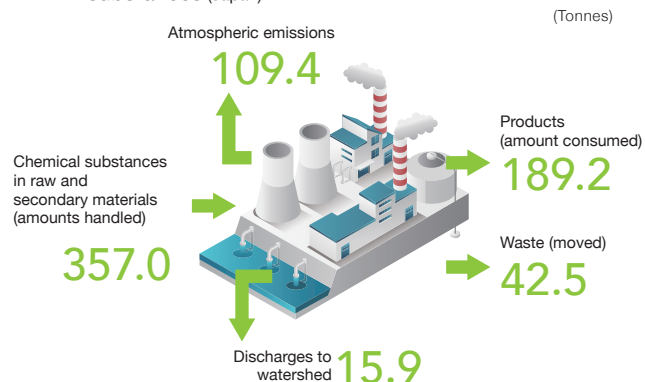 (Tonnes)
Atmospheric emissions
109.4
Products
(amount consumed)
189.2
Chemical substances
in raw and
secondary materials
(amounts handled)
357.0
Waste (moved)
42.5
Discharges to
watershed
15.9